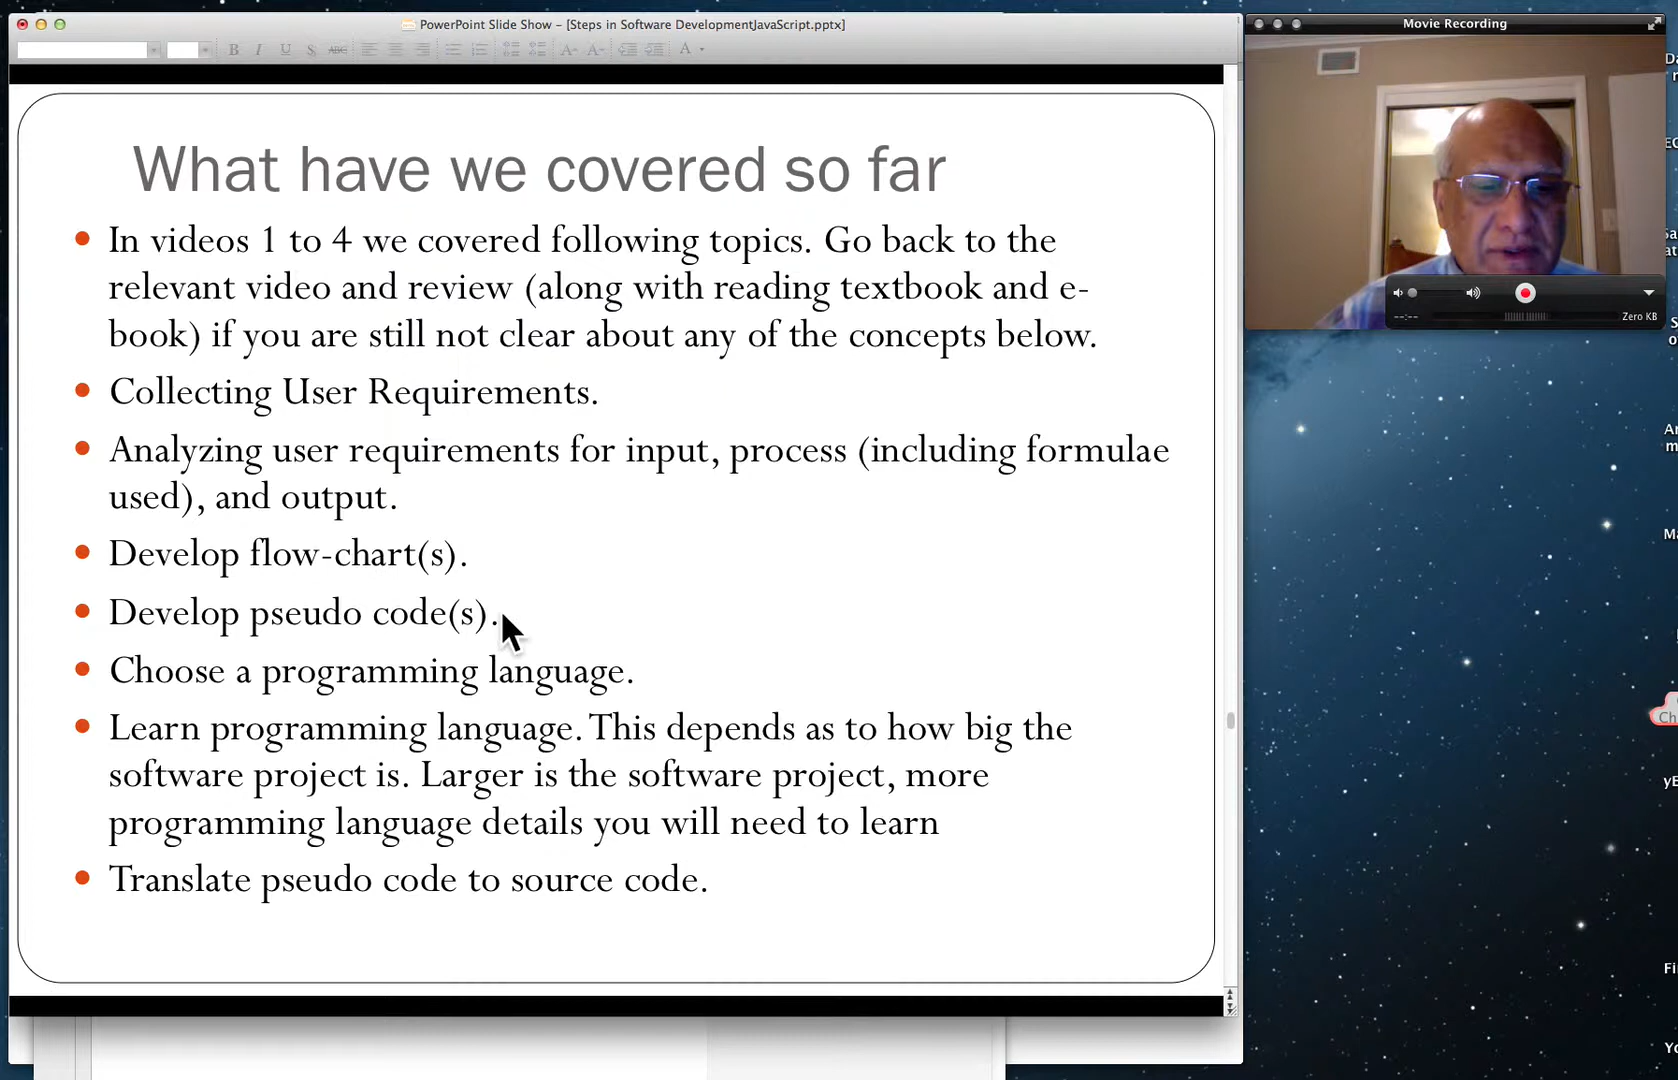 PowerPoint Slide Show – [Steps in Software DevelopmentJavaScript.pptx]
Movie Recording
B I U S ABC A A A
What have we covered so far
In videos 1 to 4 we covered following topics. Go back to the
relevant video and review (along with reading textbook and e-
book) if you are still not clear about any of the concepts below.
Collecting User Requirements.
Analyzing user requirements for input, process (including formulae
used), and output.
Develop flow-chart(s).
Develop pseudo code(s).
Choose a programming language.
Learn programming language. This depends as to how big the
software project is. Larger is the software project, more
programming language details you will need to learn
Translate pseudo code to source code.
--:--
Zero KB